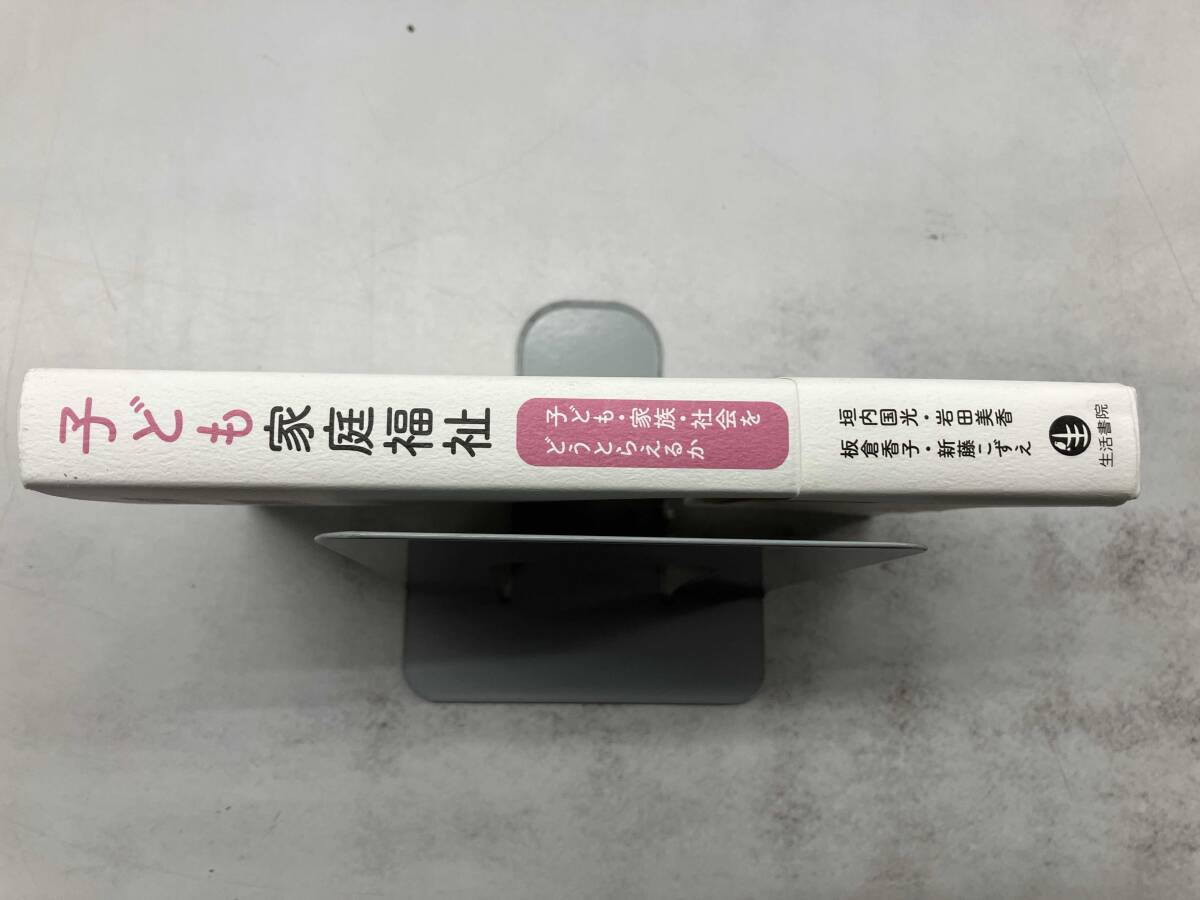 子ども家庭福祉
子ども・家族・社会を
どうとらえるか
垣内国光・岩田美香
板倉香子・新藤こずえ
生活書院